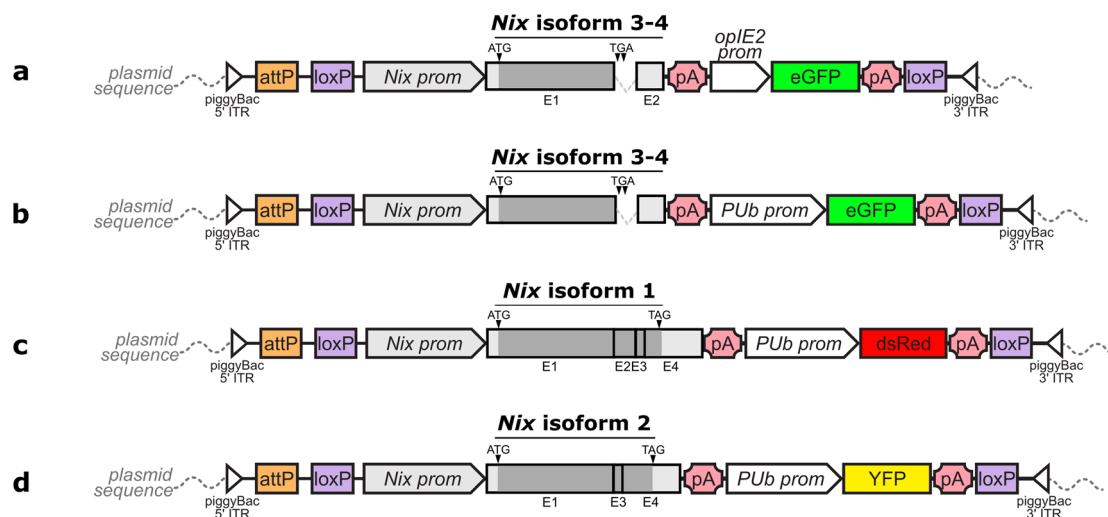 Nix isoform 3-4
opIE2
prom
ATG
TGA
a
plasmid
sequence
attP
loxP
Nix prom
pA
eGFP
pA
loxP
piggyBac
5' ITR
E1
E2
piggyBac
3' ITR
Nix isoform 3-4
ATG
TGA
b
plasmid
sequence
attP
loxP
Nix prom
pA
PUb prom
eGFP
pA
loxP
piggyBac
5' ITR
piggyBac
3' ITR
Nix isoform 1
ATG
TAG
c
plasmid
sequence
attP
loxP
Nix prom
pA
PUb prom
dsRed
pA
loxP
piggyBac
5' ITR
E1
E2E3
E4
piggyBac
3' ITR
Nix isoform 2
ATG
TAG
d
plasmid
sequence
attP
loxP
Nix prom
pA
PUb prom
YFP
pA
loxP
piggyBac
5' ITR
E1
E3
E4
piggyBac
3' ITR